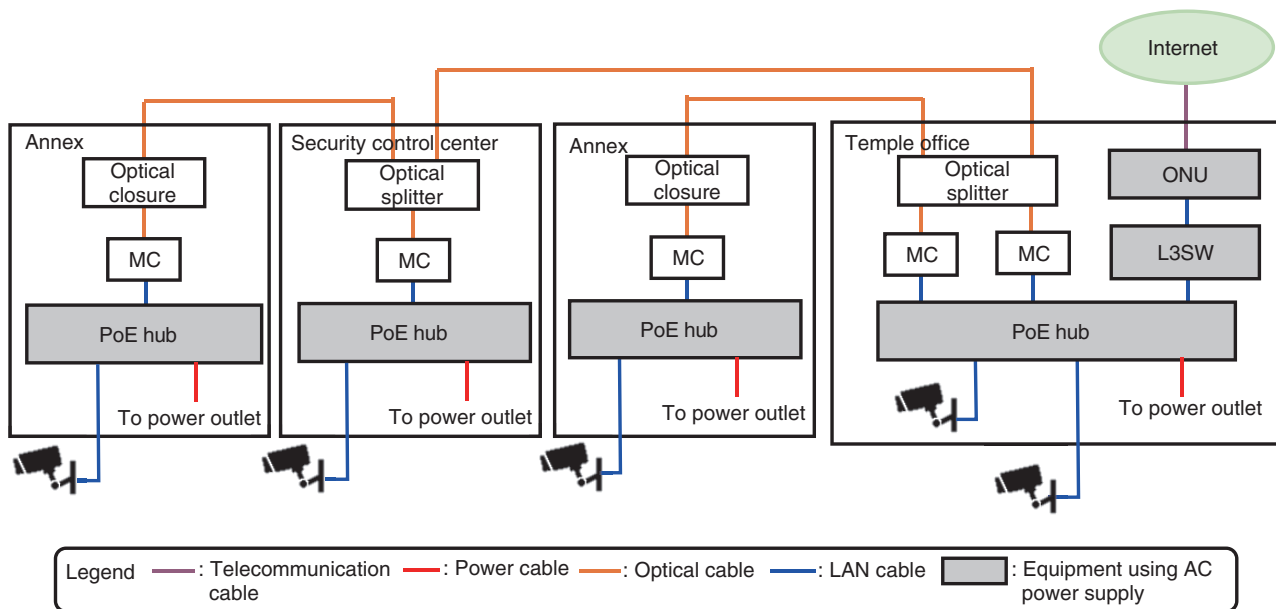 Internet
Annex
Optical
closure
MC
PoE hub
To power outlet
Security control center
Optical
splitter
MC
PoE hub
To power outlet
Annex
Optical
closure
MC
PoE hub
To power outlet
Temple office
Optical
splitter
MC
MC
ONU
L3SW
PoE hub
To power outlet
Legend
: Telecommunication
cable
: Power cable
: Optical cable
: LAN cable
: Equipment using AC
power supply